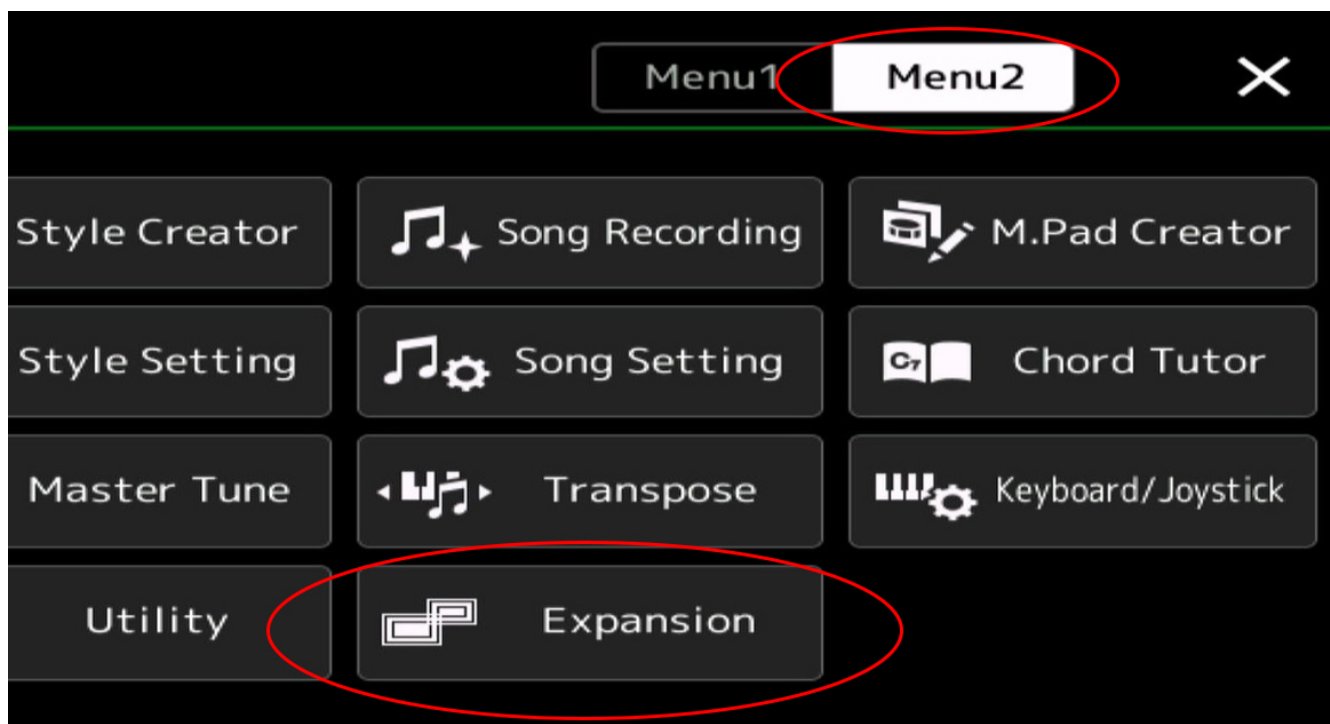 Menu1 Menu2
Style Creator Song Recording M.Pad Creator
Style Setting Song Setting C7 Chord Tutor
Master Tune Transpose Keyboard/Joystick
Utility Expansion